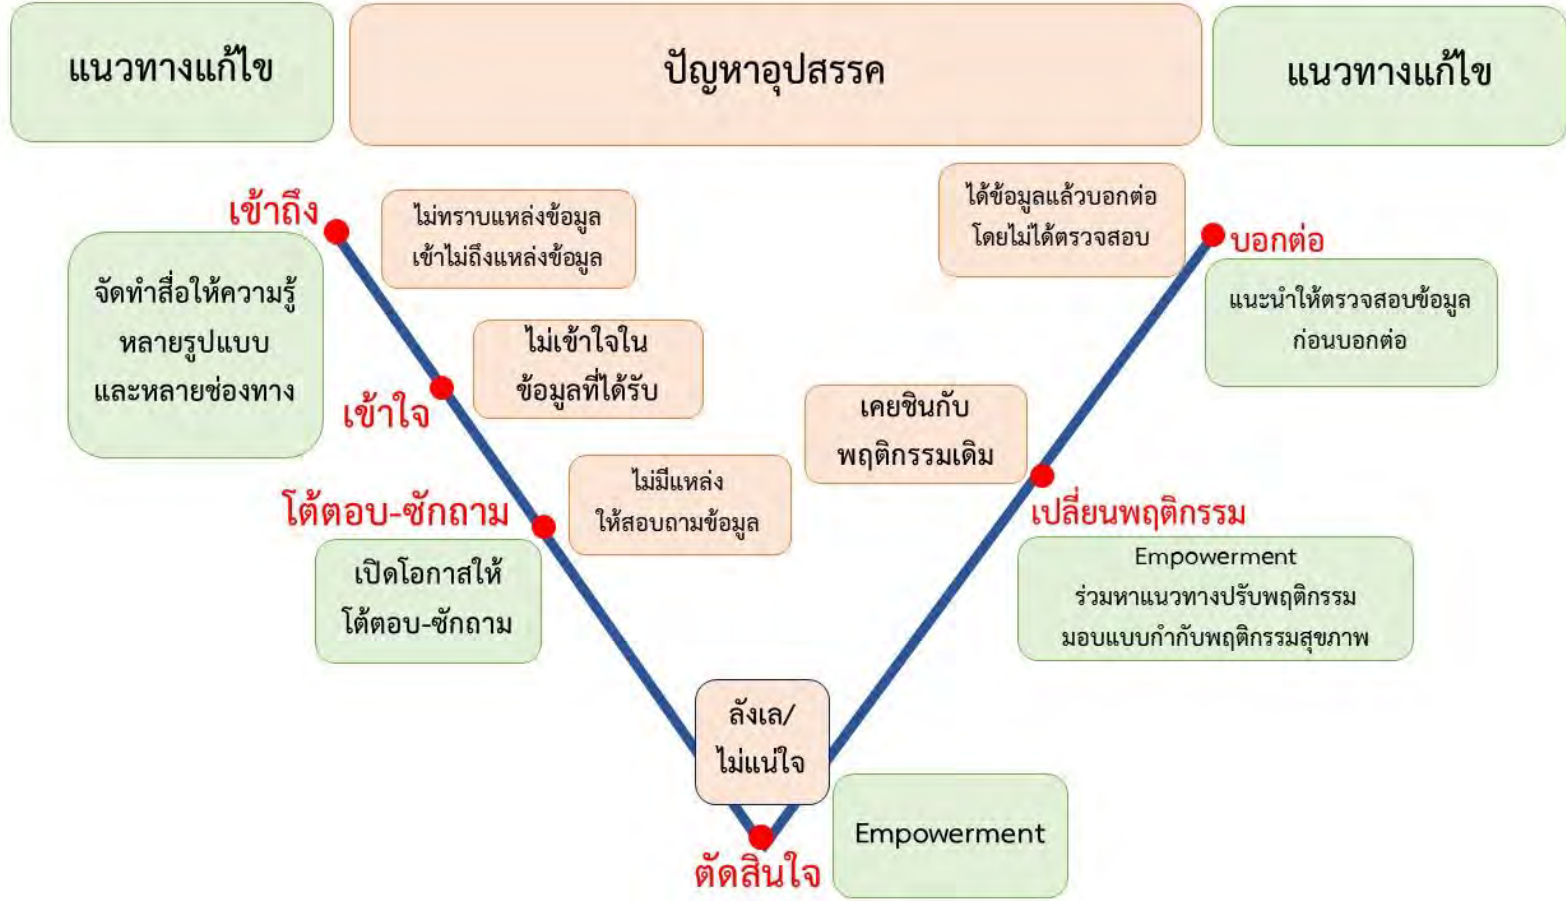 แนวทางแก้ไข
ปัญหาอุปสรรค
แนวทางแก้ไข
เข้าถึง
ไม่ทราบแหล่งข้อมูล
เข้าไม่ถึงแหล่งข้อมูล
จัดทำสื่อให้ความรู้
หลายรูปแบบ
และหลายช่องทาง
เข้าใจ
ไม่เข้าใจใน
ข้อมูลที่ได้รับ
โต้ตอบ-ซักถาม
ไม่มีแหล่ง
ให้สอบถามข้อมูล
เปิดโอกาสให้
โต้ตอบ-ซักถาม
ลังเล/
ไม่แน่ใจ
ตัดสินใจ
Empowerment
เคยชินกับ
พฤติกรรมเดิม
เปลี่ยนพฤติกรรม
Empowerment
ร่วมหาแนวทางปรับพฤติกรรม
มอบแบบกำกับพฤติกรรมสุขภาพ
ได้ข้อมูลแล้วบอกต่อ
โดยไม่ได้ตรวจสอบ
บอกต่อ
แนะนำให้ตรวจสอบข้อมูล
ก่อนบอกต่อ